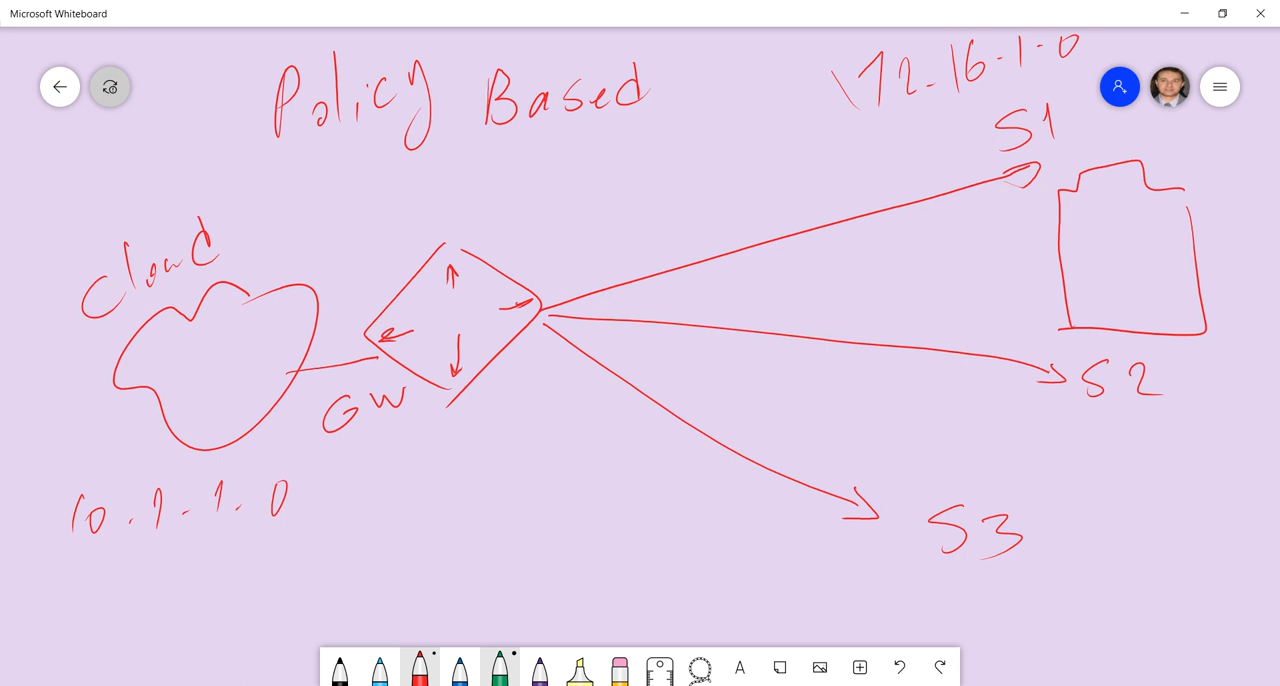 Microsoft Whiteboard
Policy Based
172-16-1-0
S1
Cloud
GW
S2
10.1.1.0
S3
A